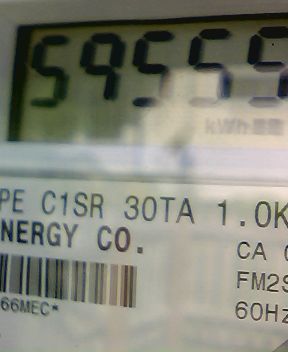 59555
kWh
PE C1SR 30TA 1.0K
NERGY CO.
CA
FM2S
66MEC*
60Hz